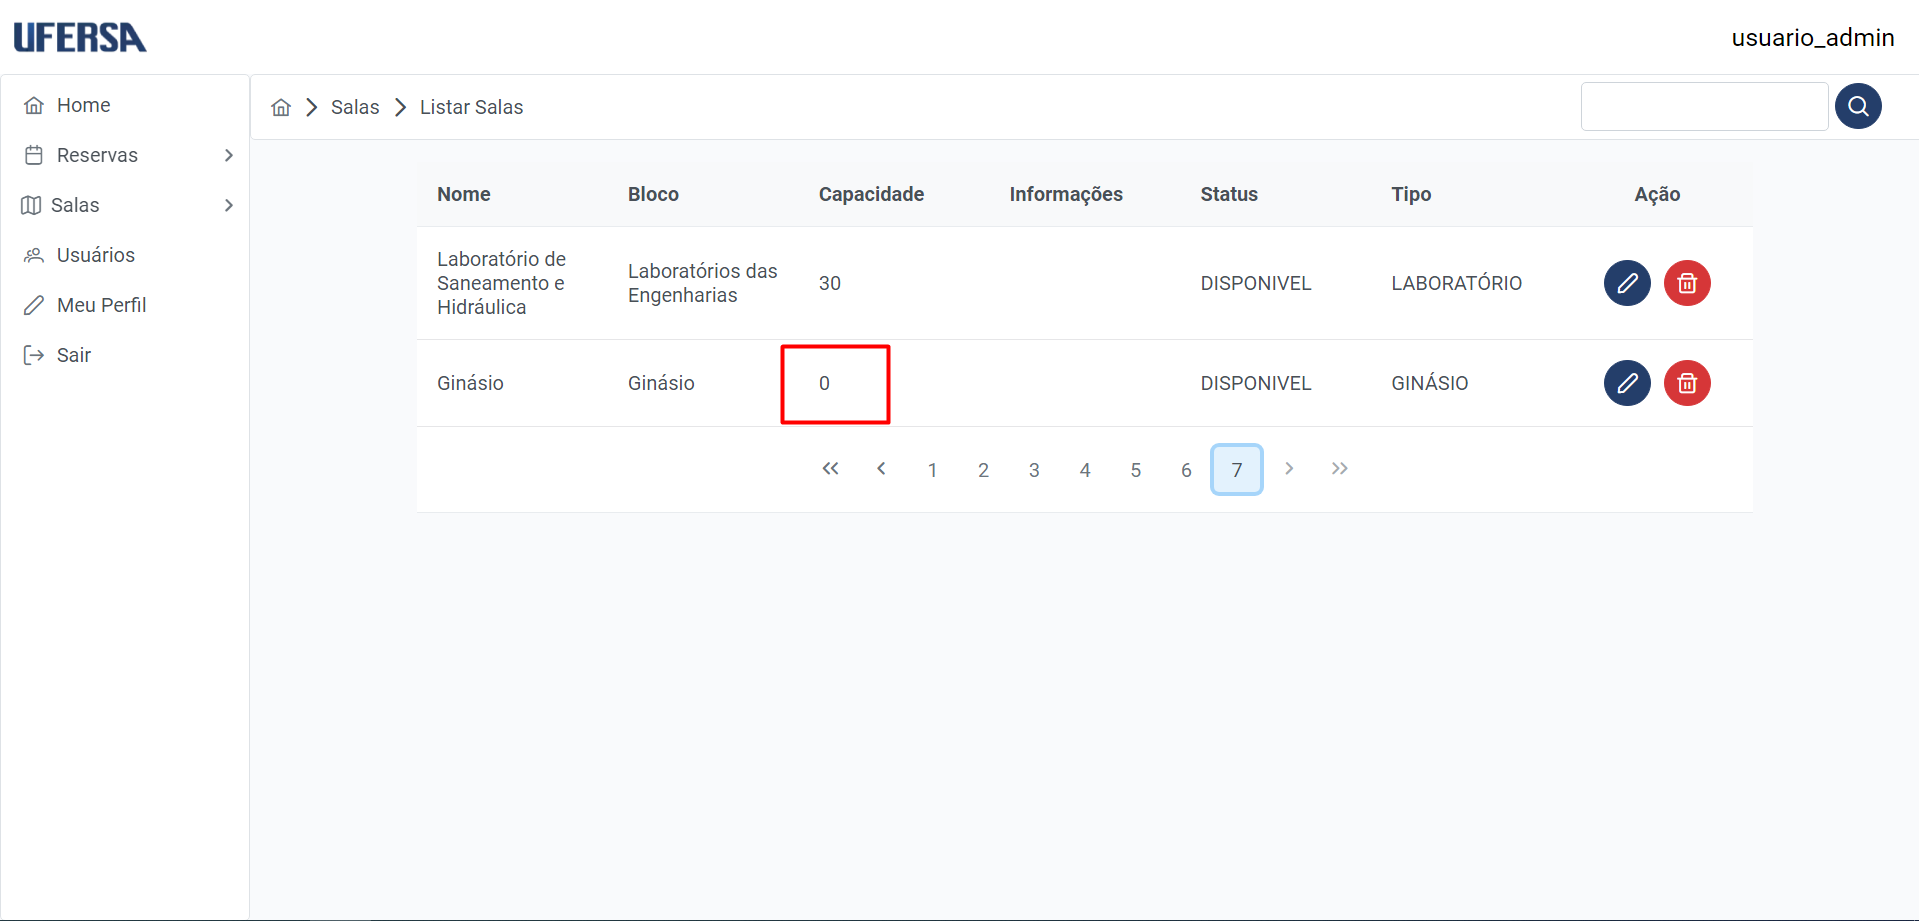 UFERSA
usuario_admin
Home
Reservas
Salas
Usuários
Meu Perfil
Sair
Salas
Listar Salas
Nome
Bloco
Capacidade
Informações
Status
Tipo
Ação
Laboratório de
Saneamento e
Hidráulica
Laboratórios das
Engenharias
30
DISPONIVEL
LABORATÓRIO
Ginásio
Ginásio
0
DISPONIVEL
GINÁSIO
1 2 3 4 5 6 7